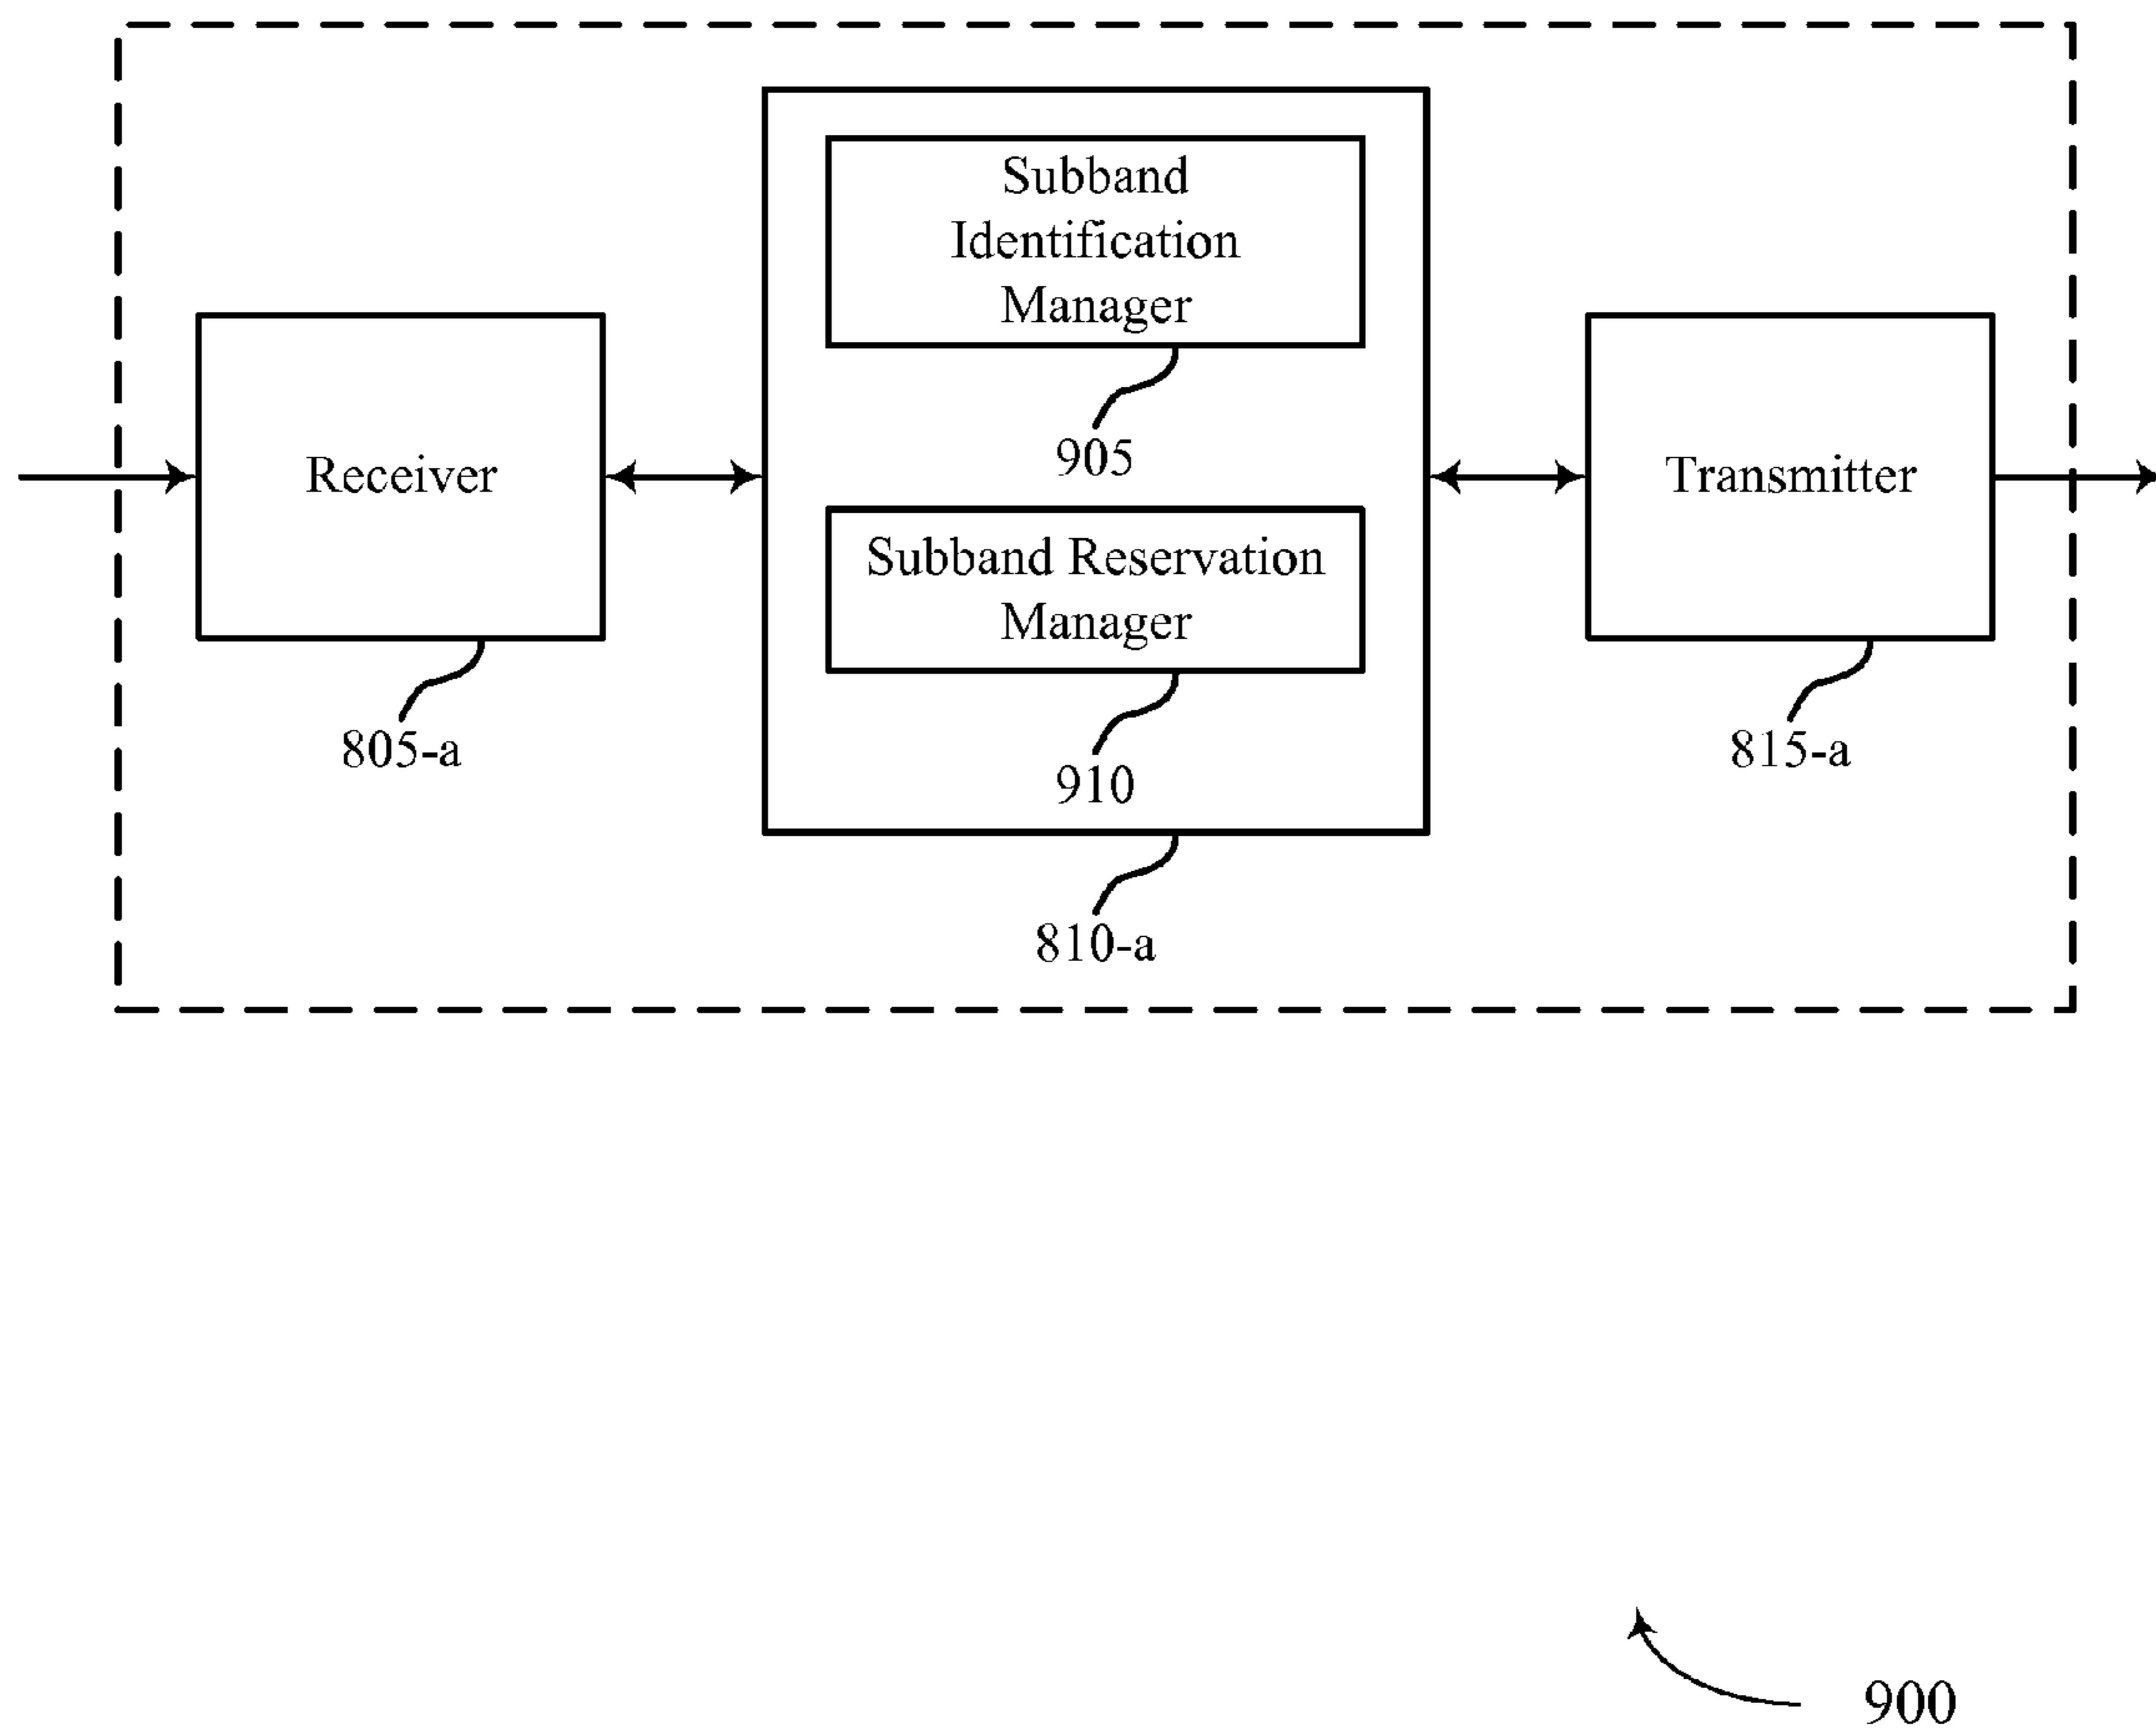 Subband
Identification
Manager
905
Receiver
805-a
Subband Reservation
Manager
910
810-a
Transmitter
815-a
900